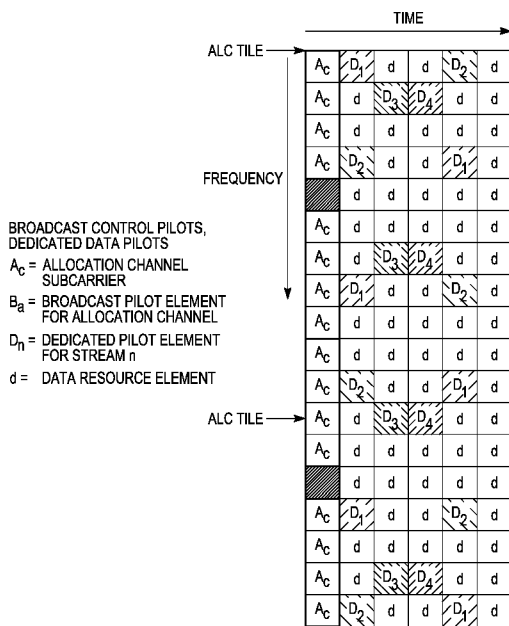 TIME
ALC TILE
FREQUENCY
BROADCAST CONTROL PILOTS,
DEDICATED DATA PILOTS
Ac = ALLOCATION CHANNEL
SUBCARRIER
Ba = BROADCAST PILOT ELEMENT
FOR ALLOCATION CHANNEL
Dn = DEDICATED PILOT ELEMENT
FOR STREAM n
d = DATA RESOURCE ELEMENT
ALC TILE
Ac D1 d d D2 d
Ac d D3 D4 d d
Ac d d d d d
Ac D2 d d D1 d
d d d d d
Ac d d d d d
Ac d D3 D4 d d
Ac D1 d d D2 d
Ac d d d d d
Ac d d d d d
Ac D2 d d D1 d
Ac d D3 D4 d d
Ac d d d d d
d d d d d
Ac D1 d d D2 d
Ac d d d d d
Ac d D3 D4 d d
Ac D2 d d D1 d